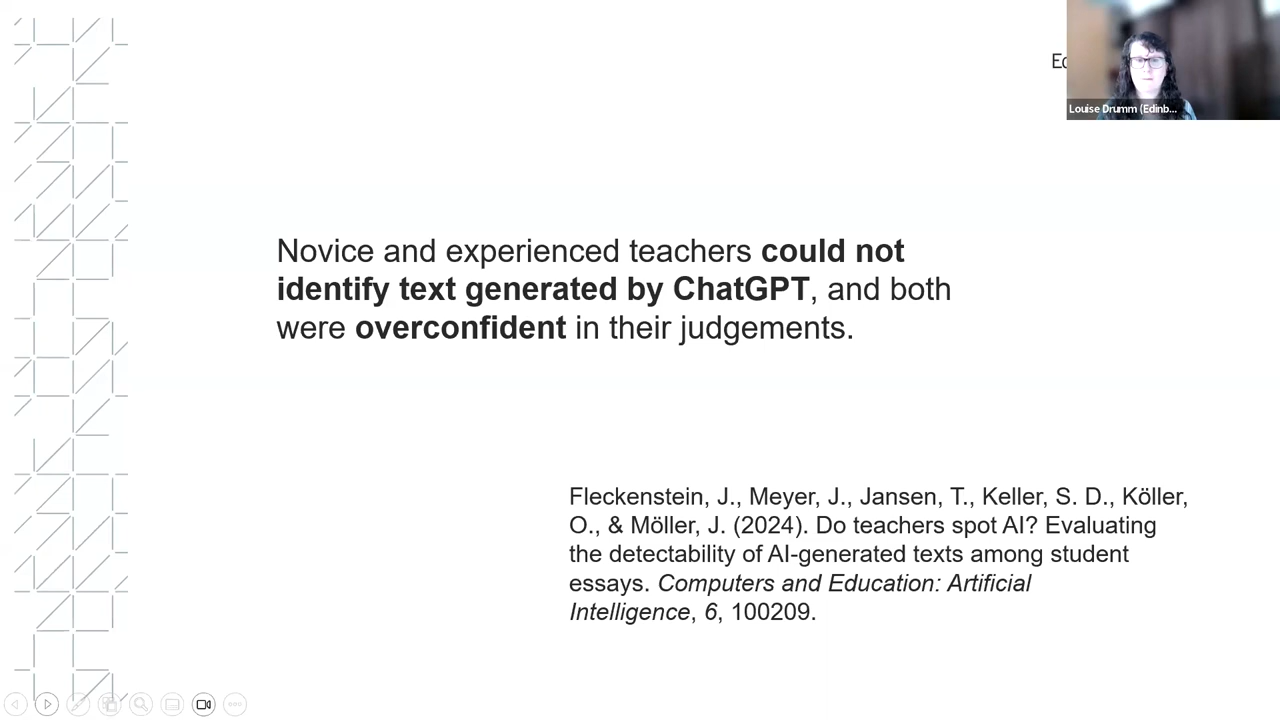 Ed
Louise Drumm (Edinb...
Novice and experienced teachers could not
identify text generated by ChatGPT, and both
were overconfident in their judgements.
Fleckenstein, J., Meyer, J., Jansen, T., Keller, S. D., Köller,
O., & Möller, J. (2024). Do teachers spot AI? Evaluating
the detectability of AI-generated texts among student
essays. Computers and Education: Artificial
Intelligence, 6, 100209.